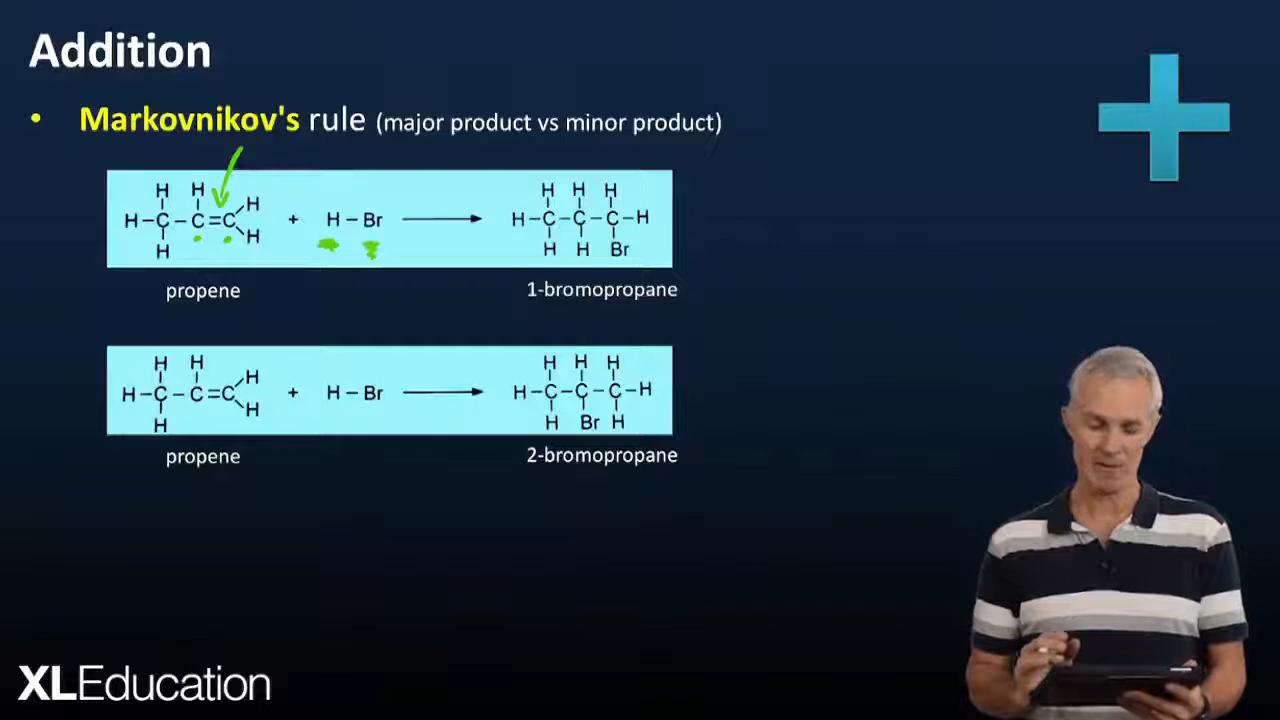 Addition
• Markovnikov's rule (major product vs minor product)
H H H
H–C–C=C + H–Br H–C–C–C–H
H H H H Br
propene 1-bromopropane
H H H H H
H–C–C=C H + H–Br H–C–C–C–H
H H H Br H
propene 2-bromopropane
XLEducation